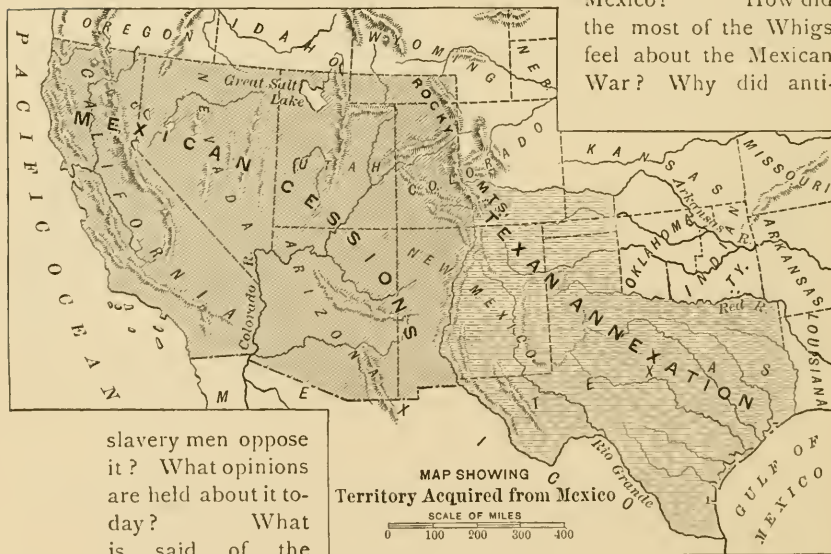 Mexico? How did
the most of the Whigs
feel about the Mexican
War? Why did anti-
OREGON
IDAHO
WYOMING
NEB
PACIFIC OCEAN
CALIFORNIA
NEVADA
Great Salt
Lake
UTAH
ROCKY
MTS.
COLORADO
KANSAS
MISSOURI
MEXICAN CESSIONS
Arkansas R.
OKLAHOMA
INDIAN
TY.
ARKANSAS
LOUISIANA
Colorado R.
ARIZONA
NEW
MEXICO
TEXAN ANNEXATION
Red R.
TEXAS
MEXICO
Rio Grande
GULF OF
MEXICO
slavery men oppose
it? What opinions
are held about it to-
day? What
is said of the
MAP SHOWING
Territory Acquired from Mexico
SCALE OF MILES
0 100 200 300 400